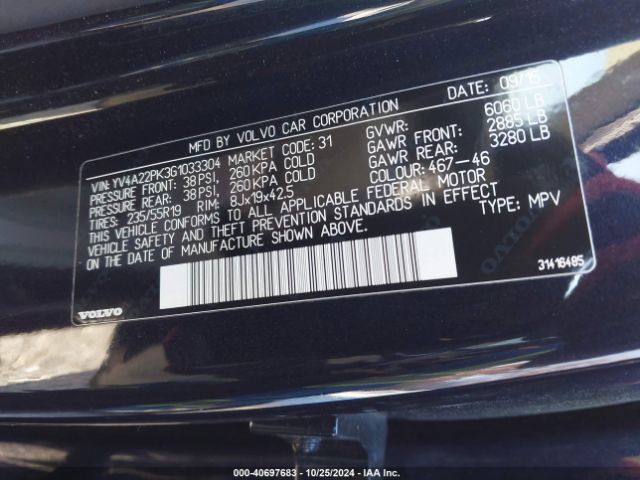 MFD BY VOLVO CAR CORPORATION DATE: 09/15
VIN: YV4A22PK3G1033304 MARKET CODE: 31 GVWR: 6060 LB
PRESSURE FRONT: 38 PSI, 260 KPA COLD GAWR FRONT: 2885 LB
PRESSURE REAR: 38 PSI, 260 KPA COLD GAWR REAR: 3280 LB
TIRES: 235/55R19 RIM: 8Jx19x42.5 COLOUR: 467-46
THIS VEHICLE CONFORMS TO ALL APPLICABLE FEDERAL MOTOR
VEHICLE SAFETY AND THEFT PREVENTION STANDARDS IN EFFECT
ON THE DATE OF MANUFACTURE SHOWN ABOVE. TYPE: MPV
31416485
VOLVO
000-40697683 | 10/25/2024 | IAA Inc.